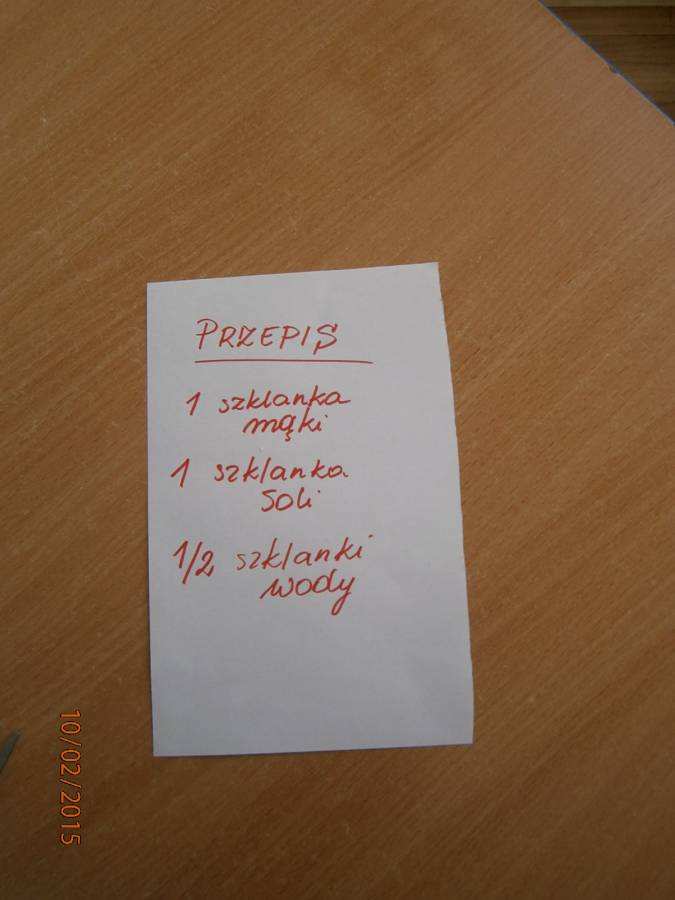 PRZEPIS
1 szklanka
mąki
1 szklanka
soli
1/2 szklanki
wody
10/02/2015